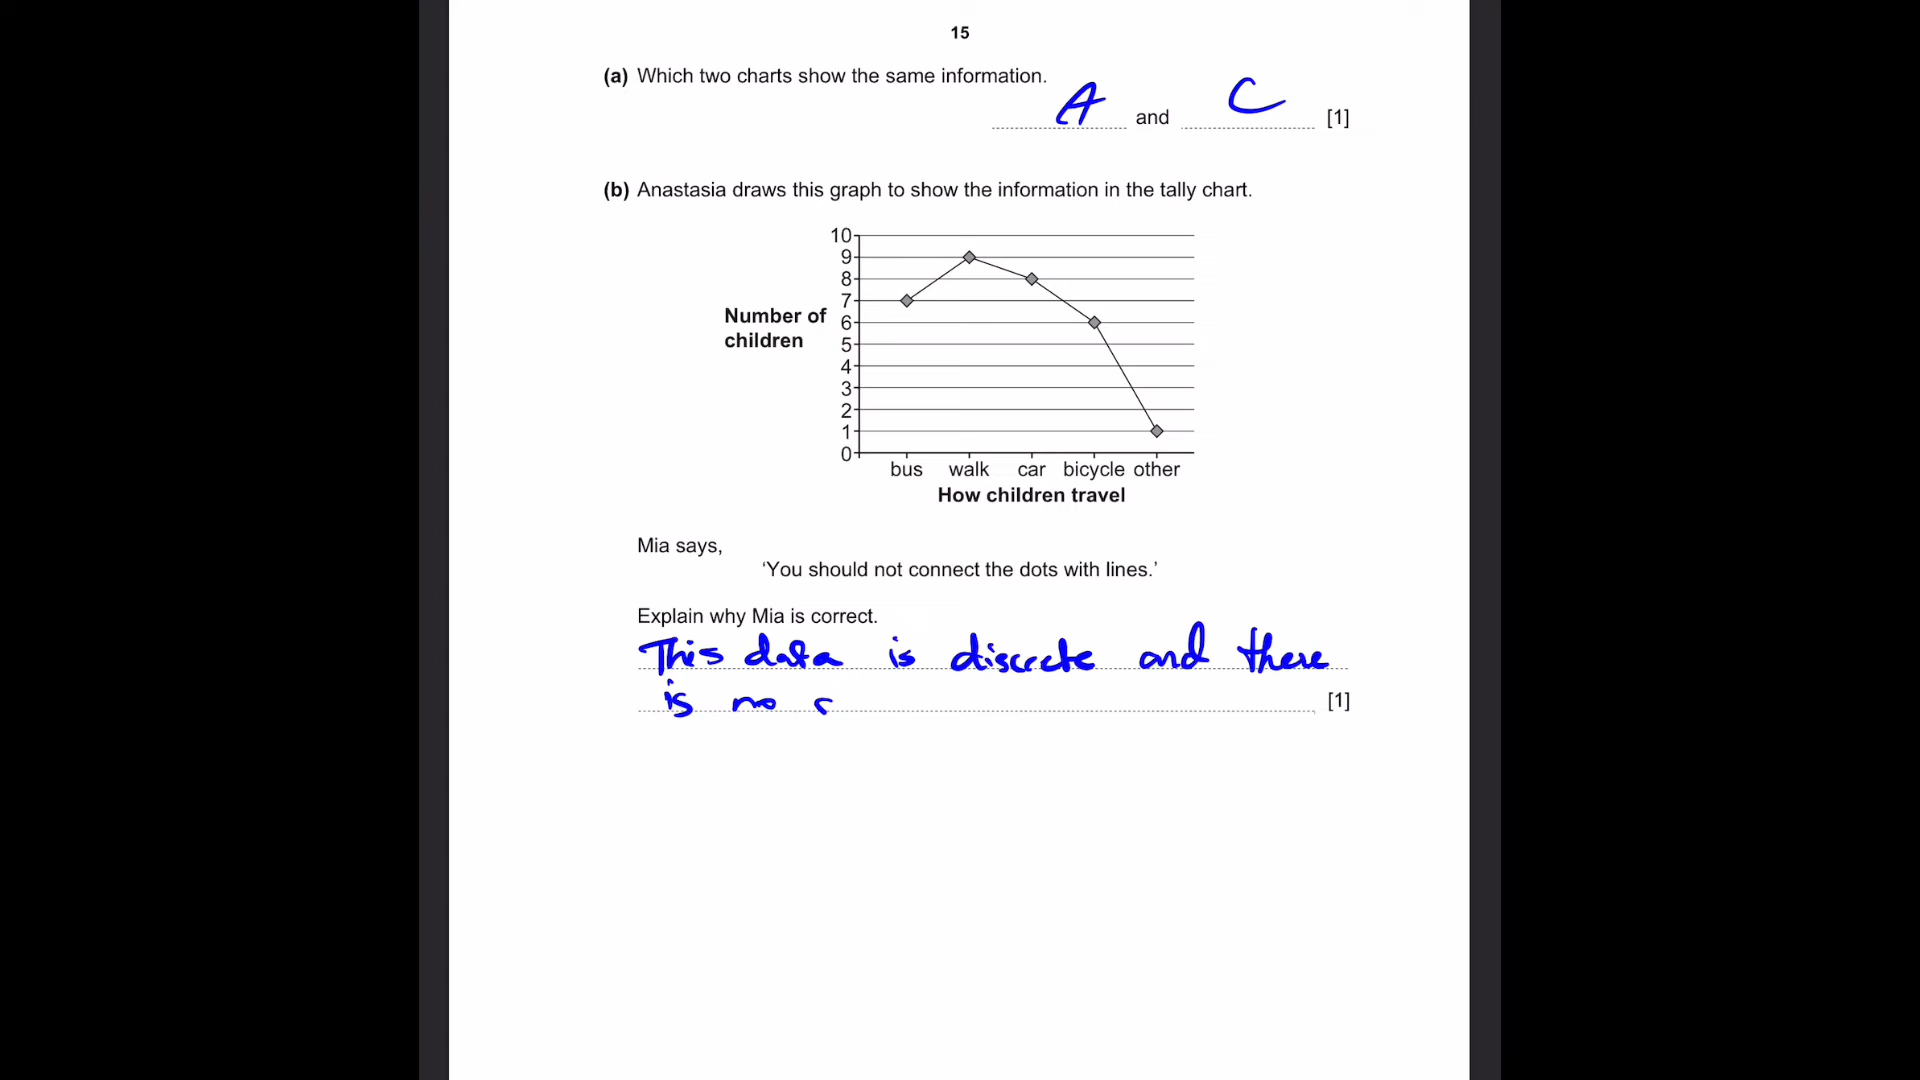 15
(a) Which two charts show the same information.
A and C [1]
(b) Anastasia draws this graph to show the information in the tally chart.
10
9
8
7
6
5
4
3
2
1
0
Number of
children
bus walk car bicycle other
How children travel
Mia says,
‘You should not connect the dots with lines.’
Explain why Mia is correct.
This data is discrete and there
is no
[1]